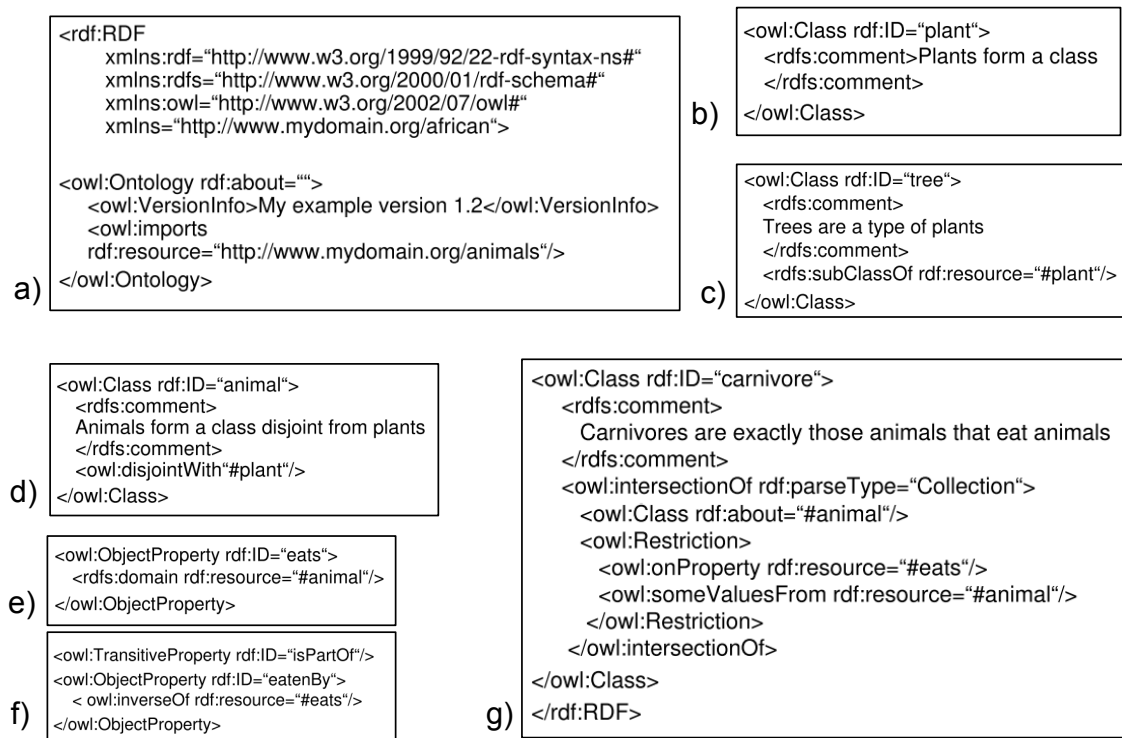 <rdf:RDF
xmlns:rdf=“http://www.w3.org/1999/92/22-rdf-syntax-ns#“
xmlns:rdfs=“http://www.w3.org/2000/01/rdf-schema#“
xmlns:owl=“http://www.w3.org/2002/07/owl#“
xmlns=“http://www.mydomain.org/african“>
<owl:Ontology rdf:about=““>
<owl:VersionInfo>My example version 1.2</owl:VersionInfo>
<owl:imports
rdf:resource=“http://www.mydomain.org/animals“/>
</owl:Ontology>
a)
<owl:Class rdf:ID=“plant“>
<rdfs:comment>Plants form a class
</rdfs:comment>
</owl:Class>
b)
<owl:Class rdf:ID=“tree“>
<rdfs:comment>
Trees are a type of plants
</rdfs:comment>
<rdfs:subClassOf rdf:resource=“#plant“/>
</owl:Class>
c)
<owl:Class rdf:ID=“animal“>
<rdfs:comment>
Animals form a class disjoint from plants
</rdfs:comment>
<owl:disjointWith“#plant“/>
</owl:Class>
d)
<owl:ObjectProperty rdf:ID=“eats“>
<rdfs:domain rdf:resource=“#animal“/>
</owl:ObjectProperty>
e)
<owl:TransitiveProperty rdf:ID=“isPartOf“/>
<owl:ObjectProperty rdf:ID=“eatenBy“>
< owl:inverseOf rdf:resource=“#eats“/>
</owl:ObjectProperty>
f)
<owl:Class rdf:ID=“carnivore“>
<rdfs:comment>
Carnivores are exactly those animals that eat animals
</rdfs:comment>
<owl:intersectionOf rdf:parseType=“Collection“>
<owl:Class rdf:about=“#animal“/>
<owl:Restriction>
<owl:onProperty rdf:resource=“#eats“/>
<owl:someValuesFrom rdf:resource=“#animal“/>
</owl:Restriction>
</owl:intersectionOf>
</owl:Class>
</rdf:RDF>
g)